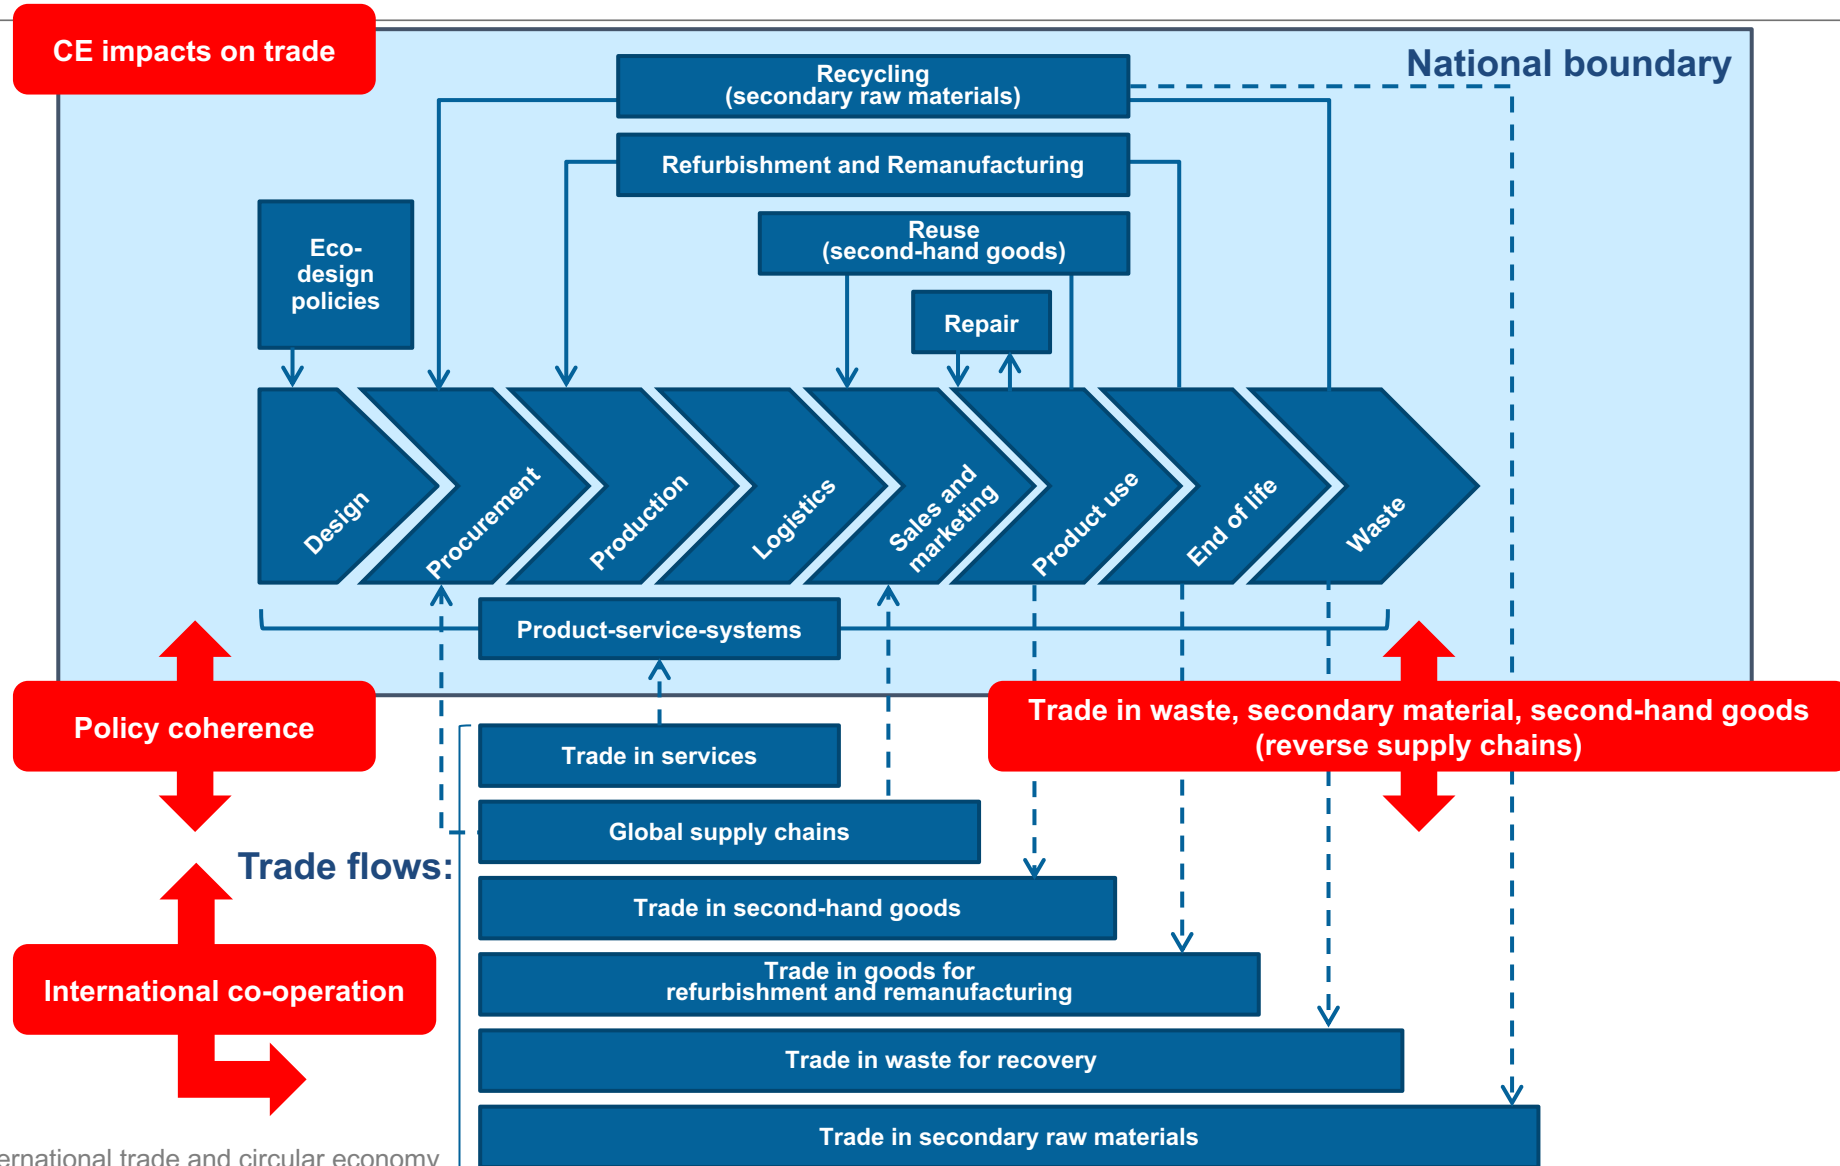 CE impacts on trade
National boundary
Recycling
(secondary raw materials)
Refurbishment and Remanufacturing
Reuse
(second-hand goods)
Eco-
design
policies
Repair
Design
Procurement
Production
Logistics
Sales and
marketing
Product use
End of life
Waste
Product-service-systems
Policy coherence
Trade in waste, secondary material, second-hand goods
(reverse supply chains)
Trade in services
Global supply chains
Trade flows:
Trade in second-hand goods
International co-operation
Trade in goods for
refurbishment and remanufacturing
Trade in waste for recovery
Trade in secondary raw materials
ernational trade and circular economy